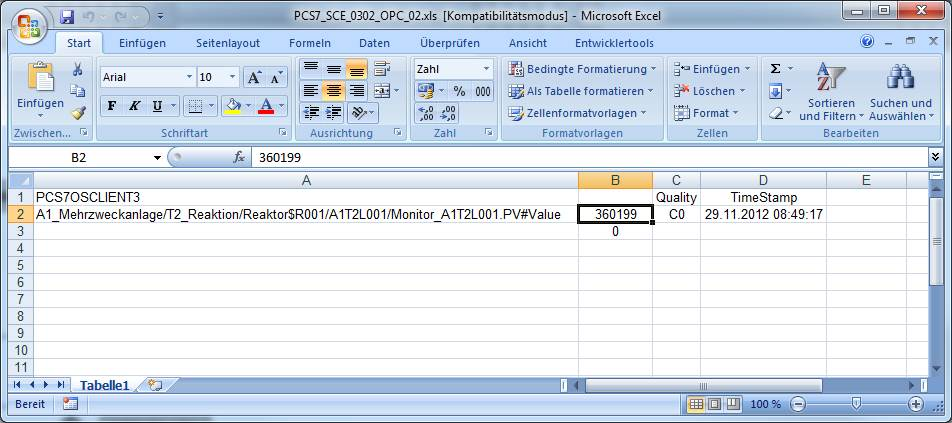 PCS7_SCE_0302_OPC_02.xls [Kompatibilitätsmodus] - Microsoft Excel
Start Einfügen Seitenlayout Formeln Daten Überprüfen Ansicht Entwicklertools
Einfügen
Zwischen...
Arial 10
F K U
Schriftart
Ausrichtung
Zahl
% 000
Zahl
Bedingte Formatierung
Als Tabelle formatieren
Zellenformatvorlagen
Formatvorlagen
Einfügen
Löschen
Format
Zellen
Σ
Sortieren und Filtern
Suchen und Auswählen
Bearbeiten
B2 fx 360199
A B C D E F
1 PCS7OSCLIENT3 Quality TimeStamp
2 A1_Mehrzweckanlage/T2_Reaktion/Reaktor$R001/A1T2L001/Monitor_A1T2L001.PV#Value 360199 C0 29.11.2012 08:49:17
3 0
4
5
6
7
8
9
10
11
Tabelle1
Bereit 100 %